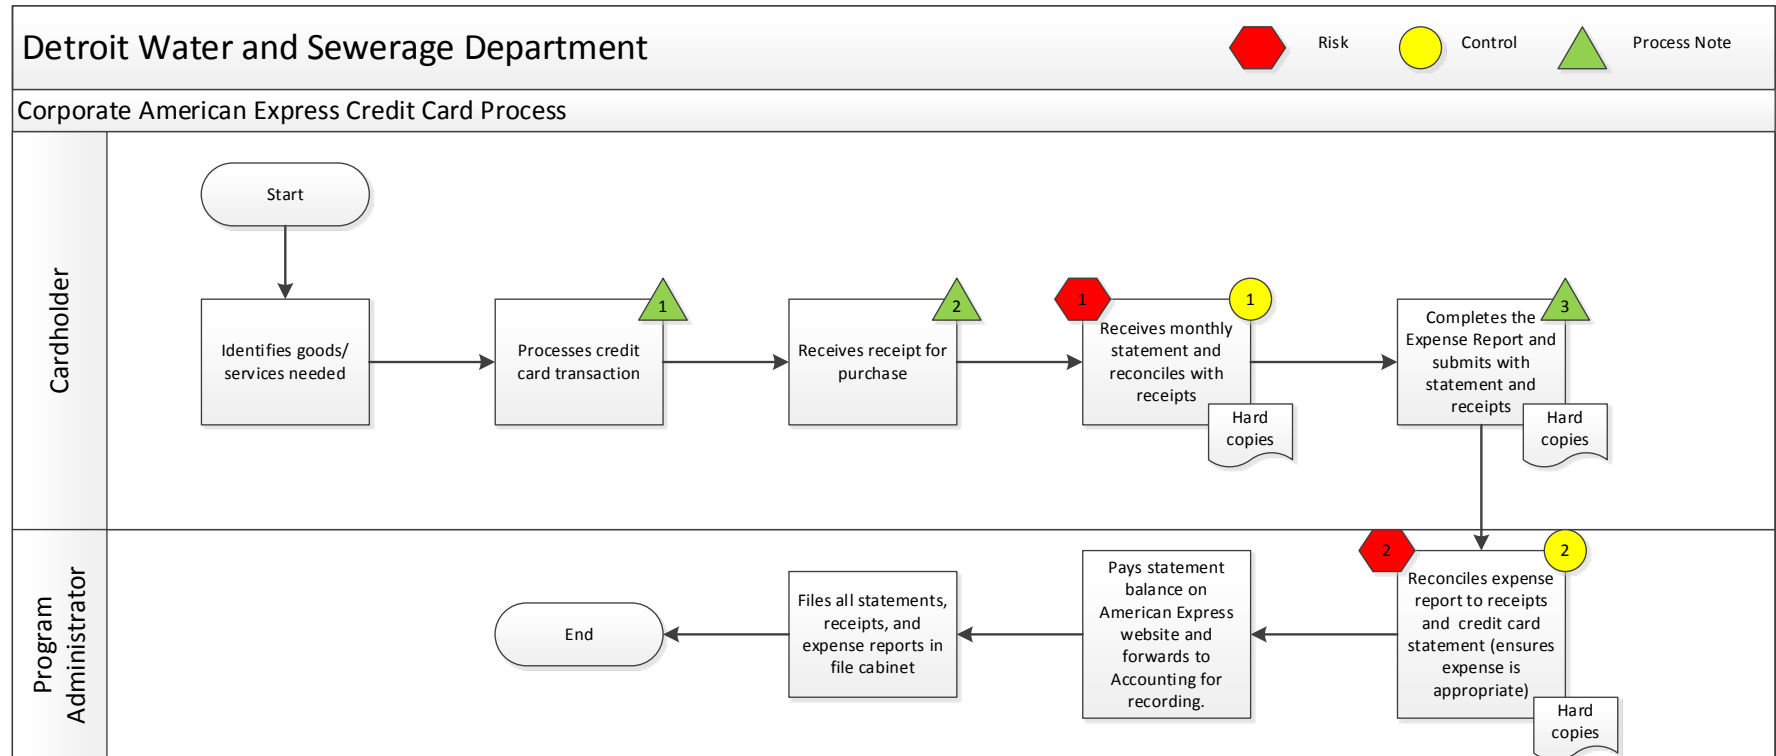 Detroit Water and Sewerage Department
Risk
Control
Process Note
Corporate American Express Credit Card Process
Cardholder
Start
Identifies goods/
services needed
1
Processes credit
card transaction
2
Receives receipt for
purchase
1
1
Receives monthly
statement and
reconciles with
receipts
Hard
copies
3
Completes the
Expense Report and
submits with
statement and
receipts
Hard
copies
Program
Administrator
2
2
Reconciles expense
report to receipts
and credit card
statement (ensures
expense is
appropriate)
Hard
copies
Pays statement
balance on
American Express
website and
forwards to
Accounting for
recording.
Files all statements,
receipts, and
expense reports in
file cabinet
End